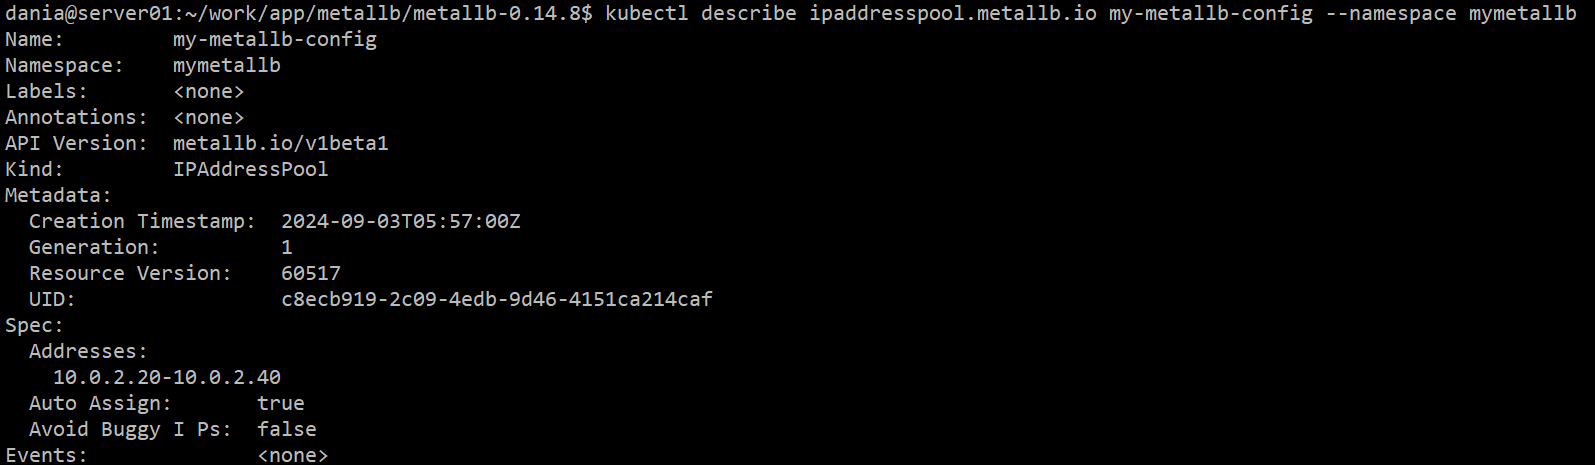 dania@server01:~/work/app/metallb/metallb-0.14.8$ kubectl describe ipaddresspool.metallb.io my-metallb-config --namespace mymetallb
Name:         my-metallb-config
Namespace:    mymetallb
Labels:       <none>
Annotations:  <none>
API Version:  metallb.io/v1beta1
Kind:         IPAddressPool
Metadata:
  Creation Timestamp:  2024-09-03T05:57:00Z
  Generation:          1
  Resource Version:    60517
  UID:                 c8ecb919-2c09-4edb-9d46-4151ca214caf
Spec:
  Addresses:
    10.0.2.20-10.0.2.40
  Auto Assign:       true
  Avoid Buggy I Ps:  false
Events:              <none>